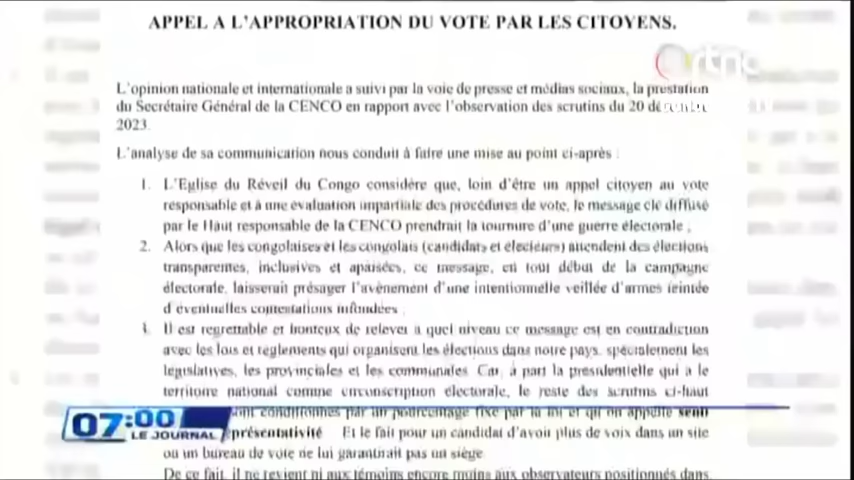 APPEL A L'APPROPRIATION DU VOTE PAR LES CITOYENS.
rtnc
L'opinion nationale et internationale a suivi par la voie de presse et médias sociaux, la prestation
du Secrétaire Général de la CENCO en rapport avec l'observation des scrutins du 20 décembre
2023.
L'analyse de sa communication nous conduit à faire une mise au point ci-après :
1. L'Eglise du Réveil du Congo considère que, loin d'être un appel citoyen au vote
responsable et à une évaluation impartiale des procédures de vote, le message clé diffusé
par le Haut responsable de la CENCO prendrait la tournure d'une guerre électorale ;
2. Alors que les congolaises et les congolais (candidats et électeurs) attendent des élections
transparentes, inclusives et apaisées, ce message, en tout début de la campagne
électorale, laisserait présager l'avènement d'une intentionnelle veillée d'armes teintée
d'éventuelles contestations infondées ;
Il est regrettable et honteux de relever à quel niveau ce message est en contradiction
avec les lois et règlements qui organisent les élections dans notre pays, spécialement les
législatives, les provinciales et les communales. Car, à part la présidentielle qui a le
territoire national comme circonscription électorale, le reste des scrutins ci-haut
sont conditionnés par un pourcentage fixé par la loi et qu'on appelle seuil
présentativité. Et le fait pour un candidat d'avoir plus de voix dans un site
ou un bureau de vote ne lui garantirait pas un siège.
De ce fait, il ne revient ni aux témoins encore moins aux observateurs positionnés dans
07:00
LE JOURNAL